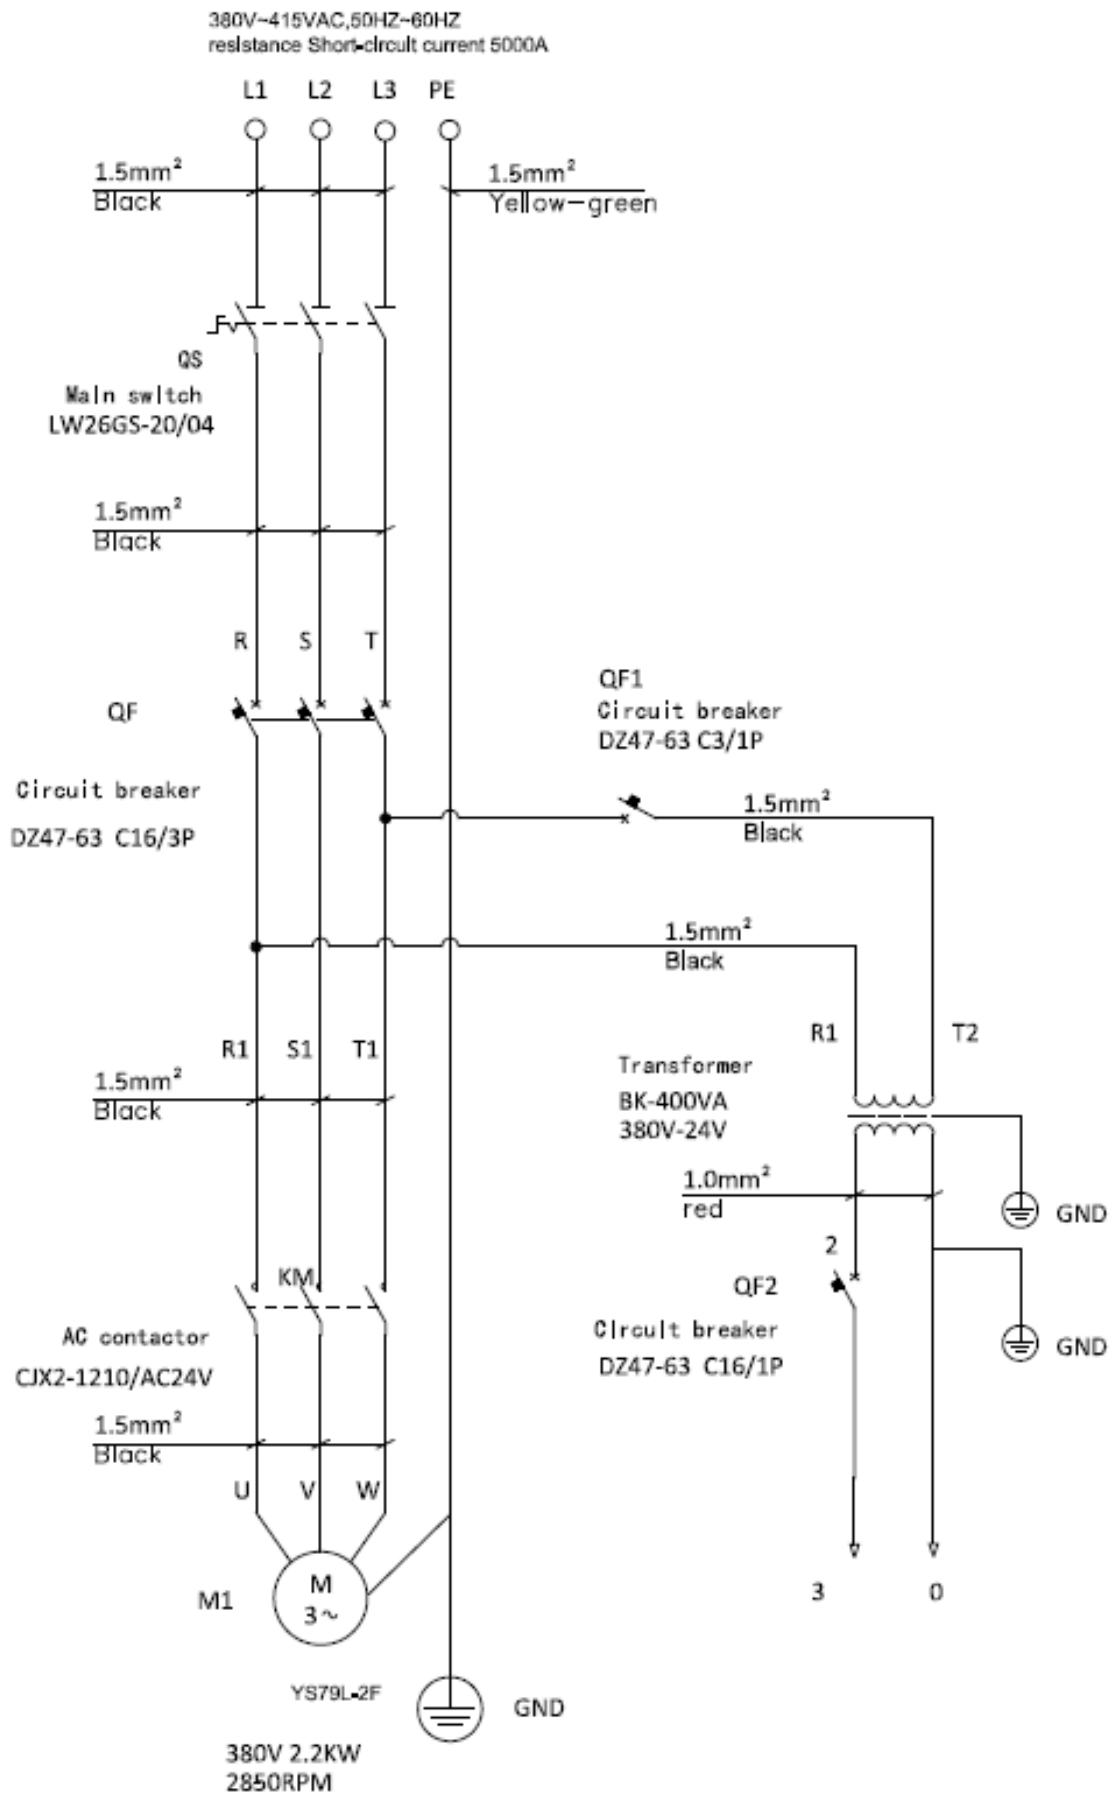 380V~415VAC,50HZ~60HZ
resistance Short-circuit current 5000A
L1 L2 L3 PE
1.5mm²
Black
1.5mm²
Yellow-green
QS
Main switch
LW26GS-20/04
1.5mm²
Black
R S T
QF
Circuit breaker
DZ47-63 C16/3P
QF1
Circuit breaker
DZ47-63 C3/1P
1.5mm²
Black
1.5mm²
Black
R1 S1 T1
1.5mm²
Black
R1 T2
Transformer
BK-400VA
380V-24V
1.0mm²
red
GND
2
QF2
Circuit breaker
DZ47-63 C16/1P
GND
KM
AC contactor
CJX2-1210/AC24V
1.5mm²
Black
U V W
M1
M
3~
3 0
YS79L-2F
GND
380V 2.2KW
2850RPM